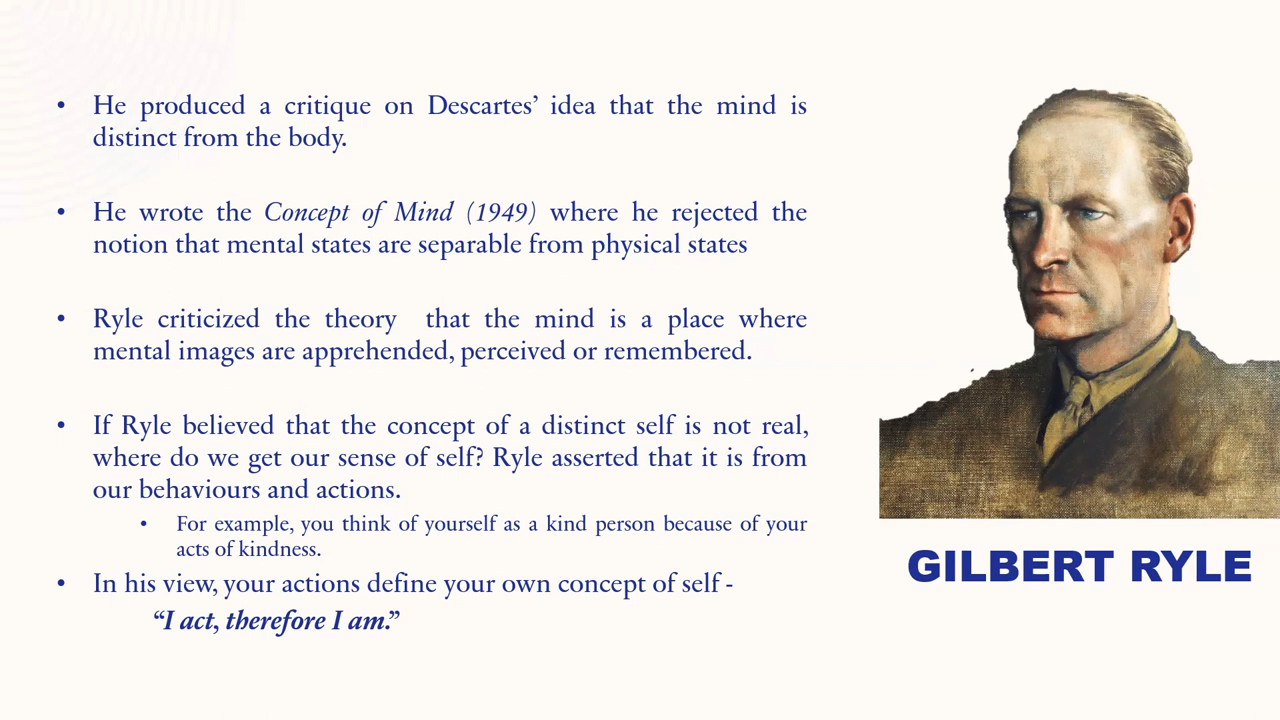 • He produced a critique on Descartes’ idea that the mind is
distinct from the body.
• He wrote the Concept of Mind (1949) where he rejected the
notion that mental states are separable from physical states
• Ryle criticized the theory  that the mind is a place where
mental images are apprehended, perceived or remembered.
• If Ryle believed that the concept of a distinct self is not real,
where do we get our sense of self? Ryle asserted that it is from
our behaviours and actions.
• For example, you think of yourself as a kind person because of your
acts of kindness.
• In his view, your actions define your own concept of self -
“I act, therefore I am.”
GILBERT RYLE